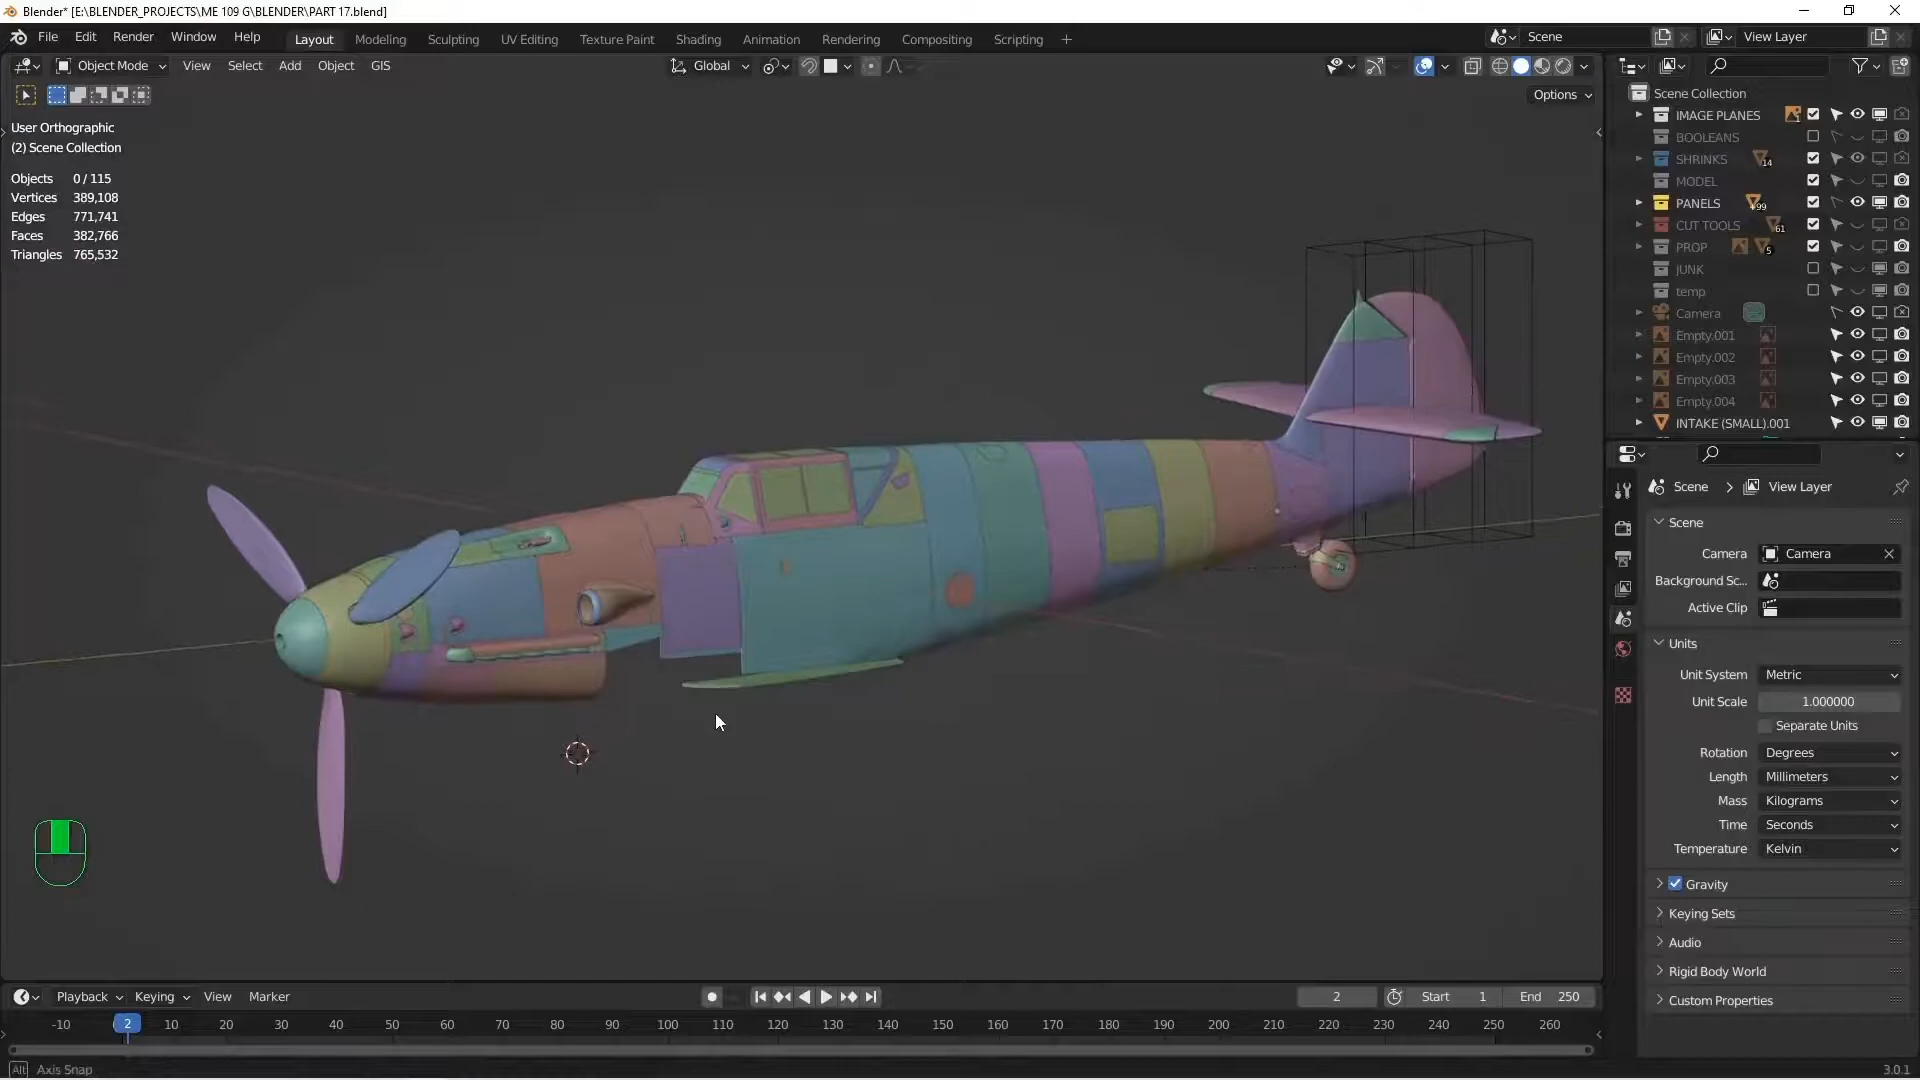 Blender* [E:\BLENDER_PROJECTS\ME 109 G\BLENDER\PART 17.blend]
File Edit Render Window Help Layout Modeling Sculpting UV Editing Texture Paint Shading Animation Rendering Compositing Scripting + Scene View Layer
Object Mode View Select Add Object GIS Global
Options
User Orthographic
(2) Scene Collection
Objects 0 / 115
Vertices 389,108
Edges 771,741
Faces 382,766
Triangles 765,532
Scene Collection
IMAGE PLANES 1
BOOLEANS
SHRINKS 14
MODEL
PANELS +99
CUT TOOLS 61
PROP 5
JUNK
temp
Camera
Empty.001
Empty.002
Empty.003
Empty.004
INTAKE (SMALL).001
Scene > View Layer
Scene
Camera Camera
Background Sc...
Active Clip
Units
Unit System Metric
Unit Scale 1.000000
Separate Units
Rotation Degrees
Length Millimeters
Mass Kilograms
Time Seconds
Temperature Kelvin
Gravity
Keying Sets
Audio
Rigid Body World
Custom Properties
Playback Keying View Marker 2 Start 1 End 250
-10 2 10 20 30 40 50 60 70 80 90 100 110 120 130 140 150 160 170 180 190 200 210 220 230 240 250 260
Alt Axis Snap 3.0.1